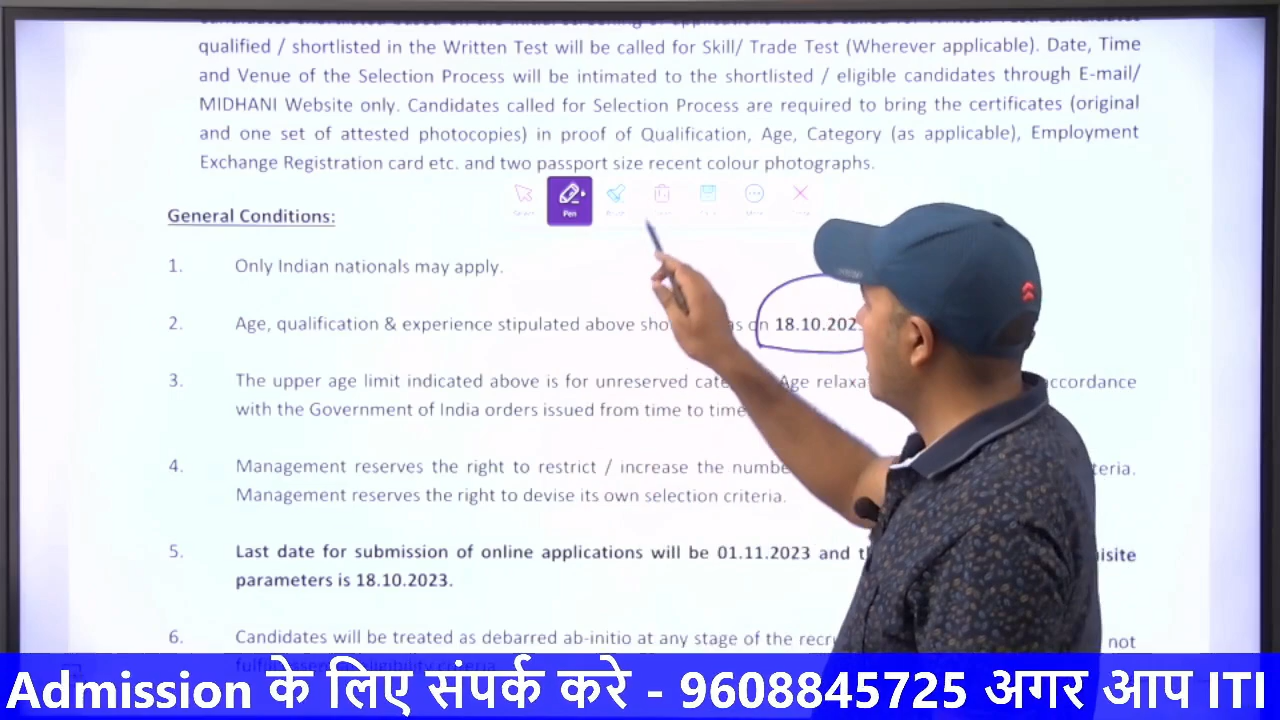 qualified / shortlisted in the Written Test will be called for Skill/ Trade Test (Wherever applicable). Date, Time
and Venue of the Selection Process will be intimated to the shortlisted / eligible candidates through E-mail/
MIDHANI Website only. Candidates called for Selection Process are required to bring the certificates (original
and one set of attested photocopies) in proof of Qualification, Age, Category (as applicable), Employment
Exchange Registration card etc. and two passport size recent colour photographs.
Pen
General Conditions:
1. Only Indian nationals may apply.
2. Age, qualification & experience stipulated above sho as on 18.10.202
3. The upper age limit indicated above is for unreserved cate Age relaxa accordance
with the Government of India orders issued from time to time
4. Management reserves the right to restrict / increase the numbe teria.
Management reserves the right to devise its own selection criteria.
5. Last date for submission of online applications will be 01.11.2023 and t isite
parameters is 18.10.2023.
6. Candidates will be treated as debarred ab-initio at any stage of the recru not
Admission के लिए संपर्क करे - 9608845725 अगर आप ITI